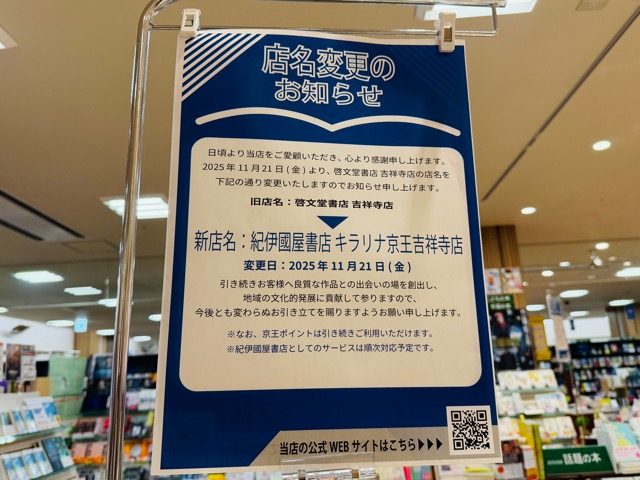 店名変更の
お知らせ
日頃より当店をご愛顧いただき、心より感謝申し上げます。
2025年11月21日(金)より、啓文堂書店 吉祥寺店の店名を
下記の通り変更いたしますのでお知らせ申し上げます。
旧店名：啓文堂書店 吉祥寺店
新店名：紀伊國屋書店 キラリナ京王吉祥寺店
変更日：2025年11月21日(金)
引き続きお客様へ良質な作品との出会いの場を創出し、
地域の文化的発展に貢献して参りますので、
今後とも変わらぬお引き立てを賜りますようお願い申し上げます。
※なお、京王ポイントは引き続きご利用いただけます。
※紀伊國屋書店としてのサービスは順次対応予定です。
当店の公式WEBサイトはこちら▶▶▶
話題の本